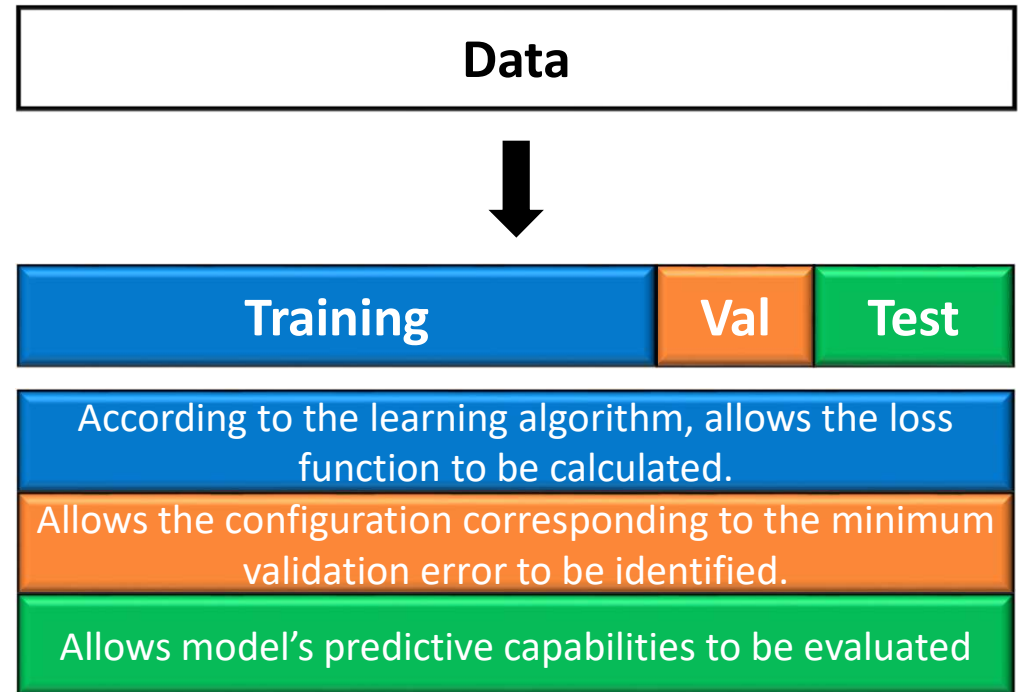 Data
Training Val Test
According to the learning algorithm, allows the loss
function to be calculated.
Allows the configuration corresponding to the minimum
validation error to be identified.
Allows model’s predictive capabilities to be evaluated